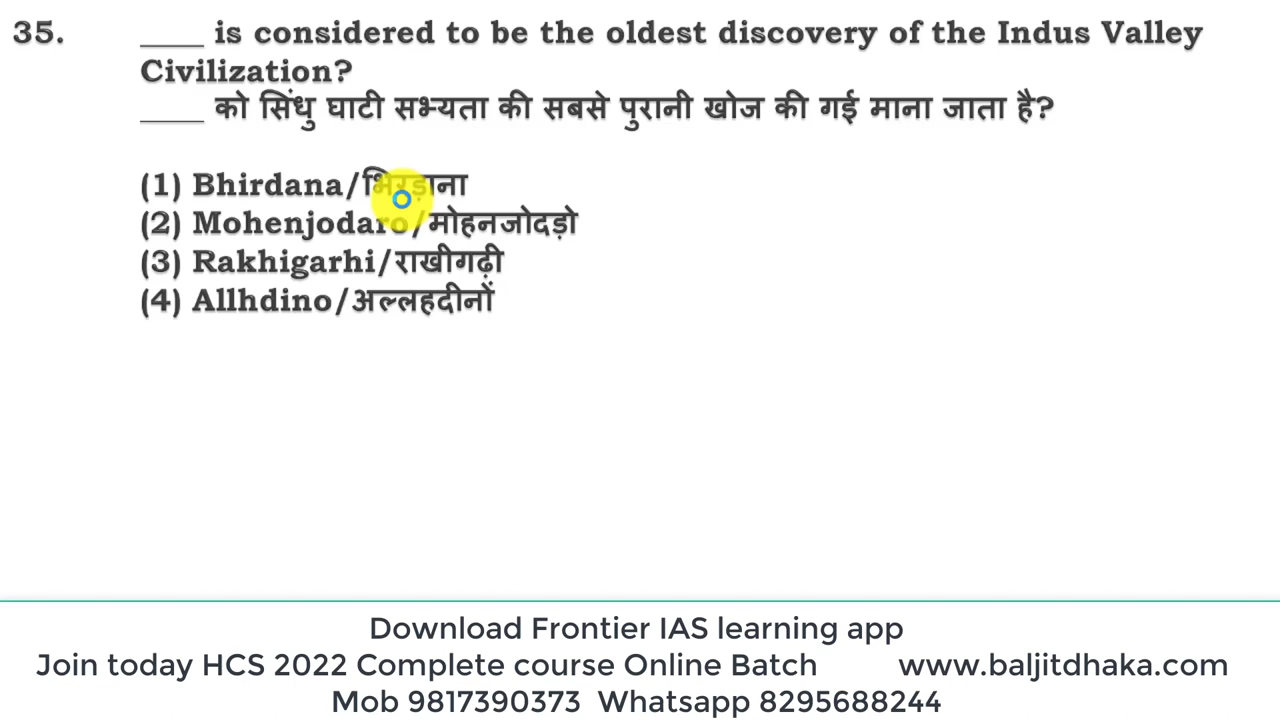 35. ____ is considered to be the oldest discovery of the Indus Valley
Civilization?
____ को सिंधु घाटी सभ्यता की सबसे पुरानी खोज की गई माना जाता है?
(1) Bhirdana/भिरड़ाना
(2) Mohenjodaro/मोहनजोदड़ो
(3) Rakhigarhi/राखीगढ़ी
(4) Allhdino/अल्लहदीनों
Download Frontier IAS learning app
Join today HCS 2022 Complete course Online Batch www.baljitdhaka.com
Mob 9817390373 Whatsapp 8295688244